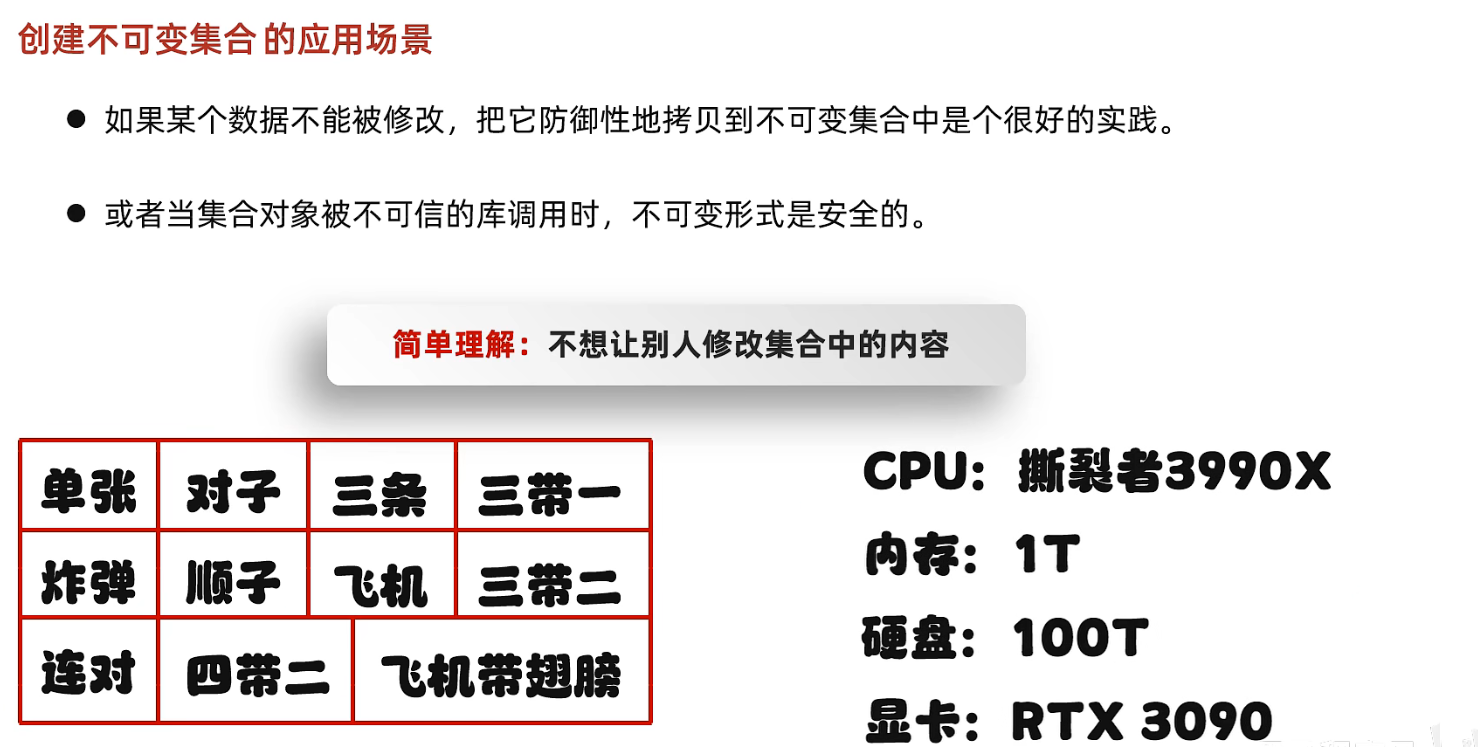 创建不可变集合的应用场景
● 如果某个数据不能被修改，把它防御性地拷贝到不可变集合中是个很好的实践。
● 或者当集合对象被不可信的库调用时，不可变形式是安全的。
简单理解：不想让别人修改集合中的内容
单张 对子 三条 三带一
炸弹 顺子 飞机 三带二
连对 四带二 飞机带翅膀
CPU：撕裂者3990X
内存：1T
硬盘：100T
显卡：RTX 3090